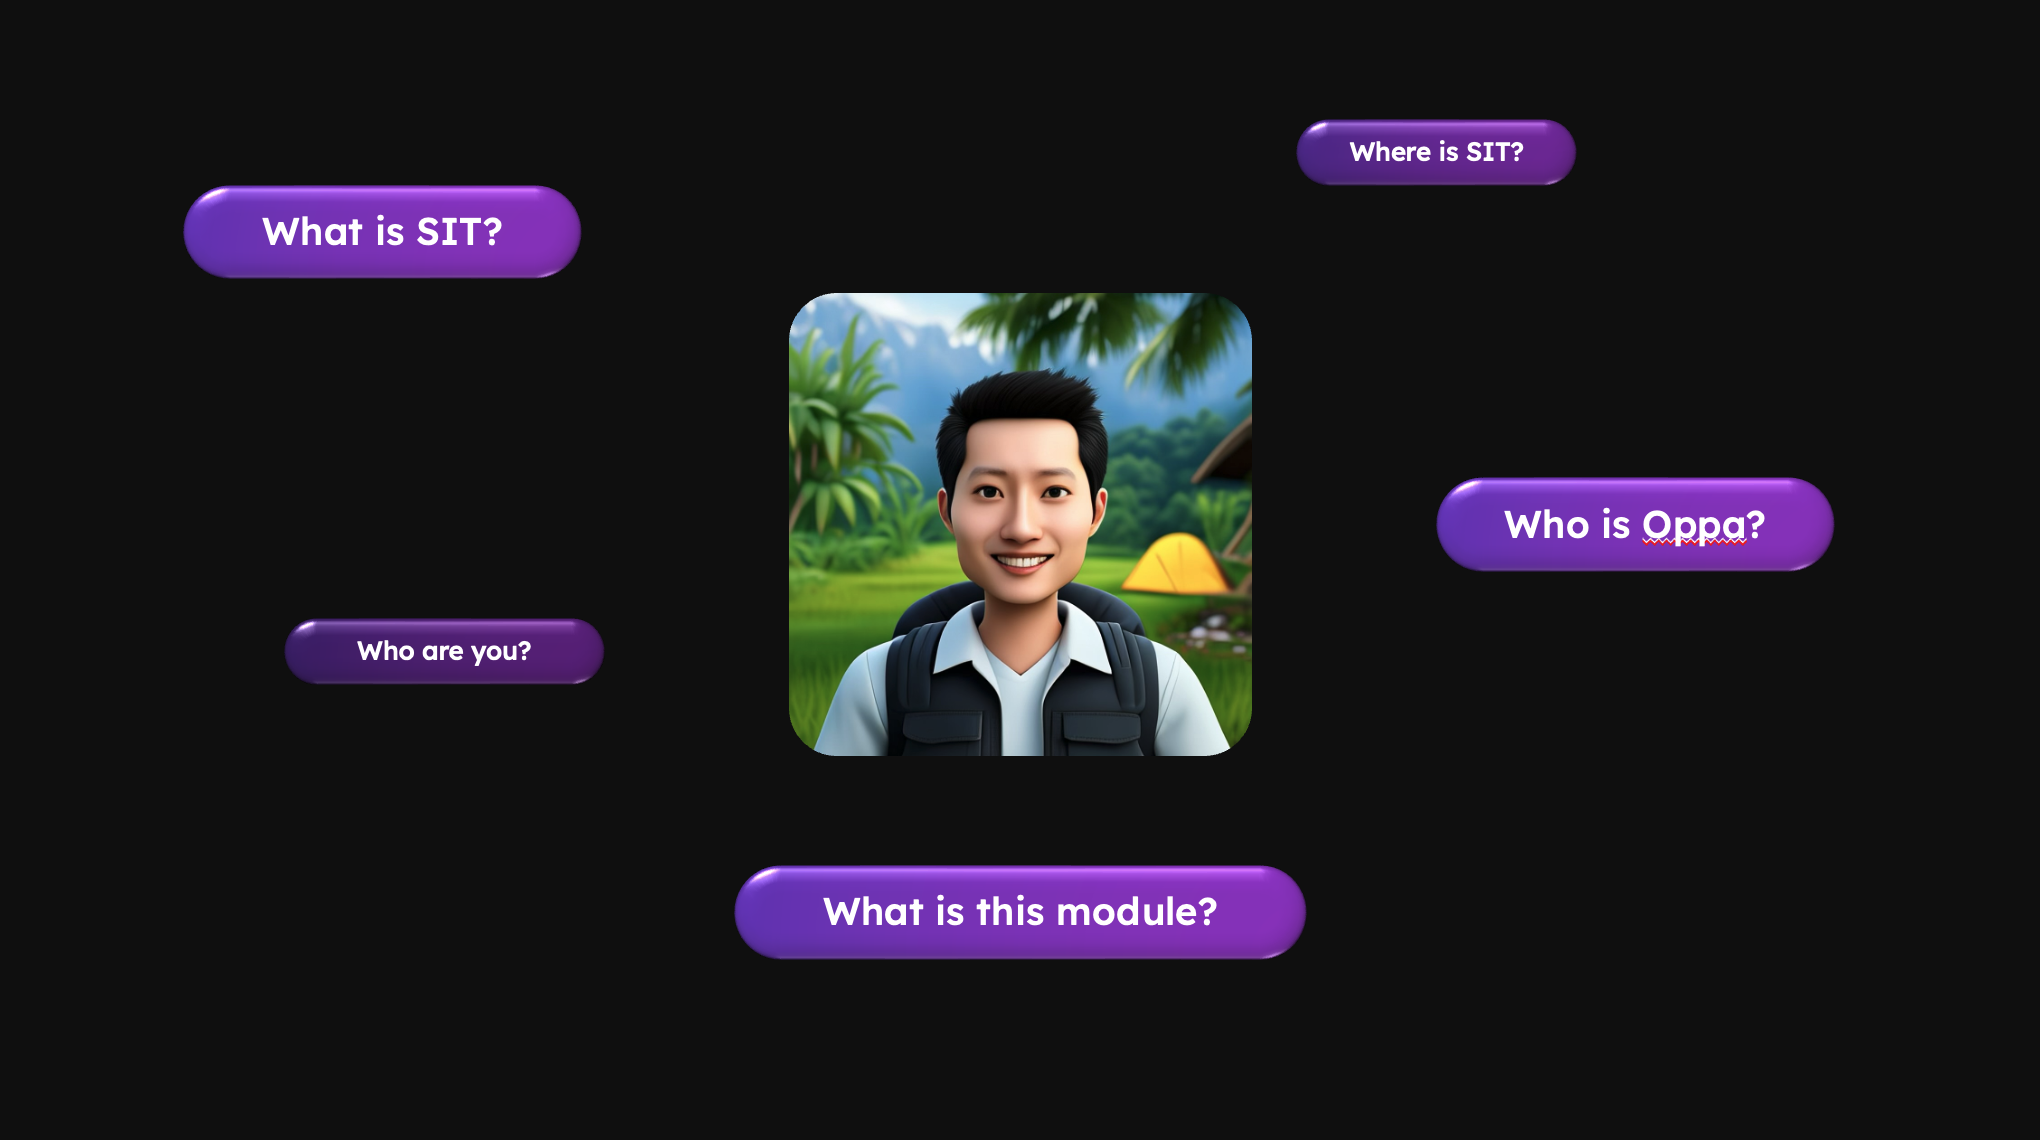 Where is SIT?
What is SIT?
Who is Oppa?
Who are you?
What is this module?